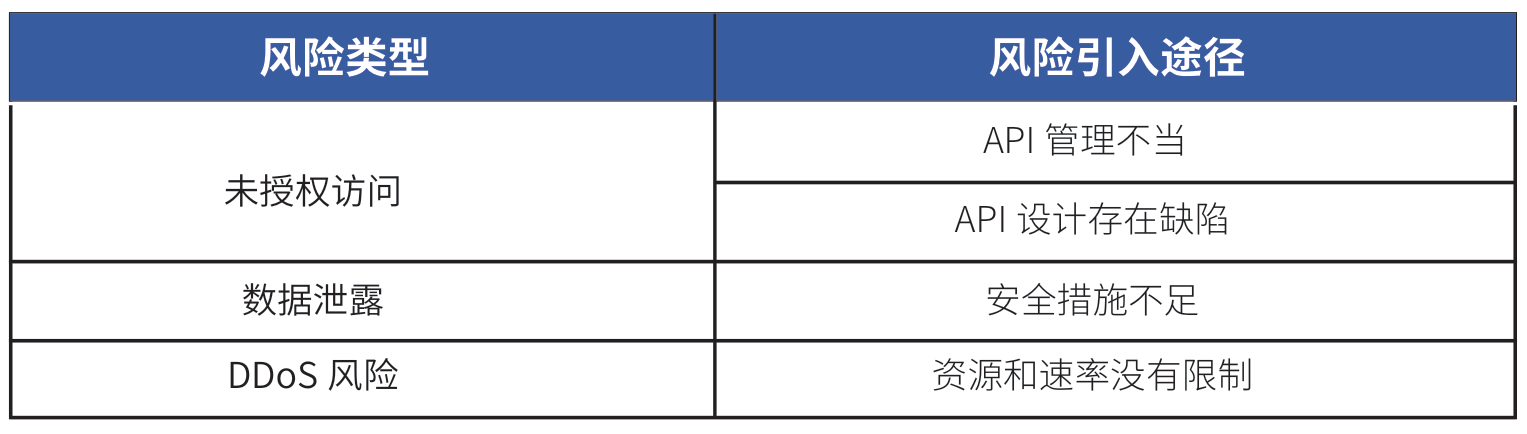 风险类型
风险引入途径
未授权访问
API 管理不当
API 设计存在缺陷
数据泄露
安全措施不足
DDoS 风险
资源和速率没有限制